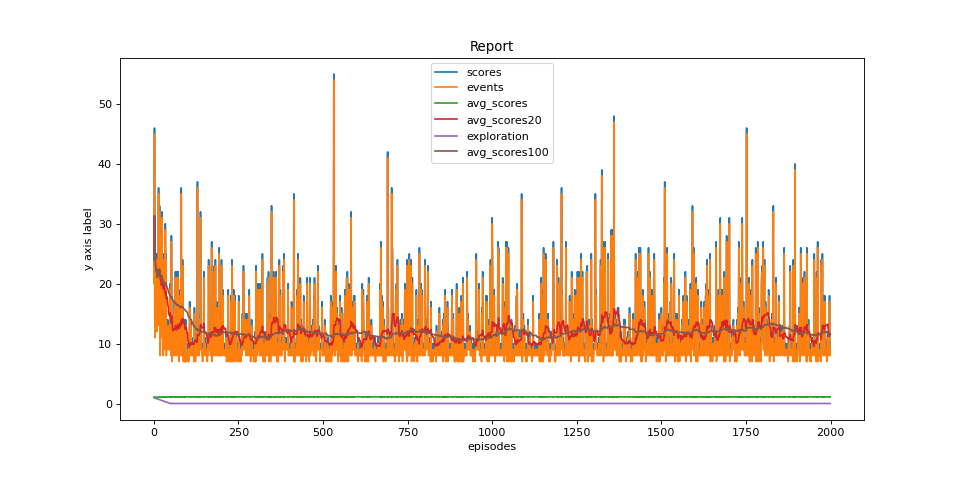 Report
scores
events
avg_scores
avg_scores20
exploration
avg_scores100
y axis label
50
40
30
20
10
0
0 250 500 750 1000 1250 1500 1750 2000
episodes